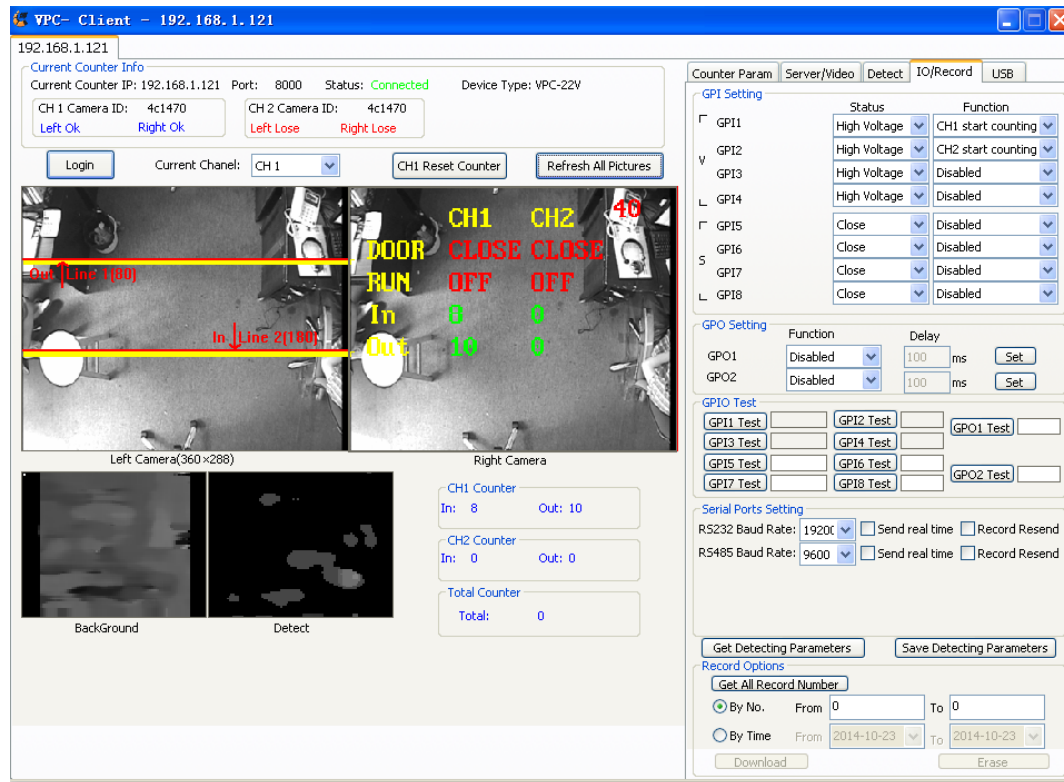 VPC- Client - 192.168.1.121
192.168.1.121
Current Counter Info
Current Counter IP: 192.168.1.121 Port: 8000 Status: Connected Device Type: VPC-22V
CH 1 Camera ID: 4c1470 CH 2 Camera ID: 4c1470
Left Ok Right Ok Left Lose Right Lose
Login Current Chanel: CH 1 CH1 Reset Counter Refresh All Pictures
40
CH1 CH2
DOOR CLOSE CLOSE
RUN OFF OFF
In 8 0
Out 10 0
Out Line 1(80)
In Line 2(180)
Left Camera(360×288) Right Camera
BackGround Detect
CH1 Counter
In: 8 Out: 10
CH2 Counter
In: 0 Out: 0
Total Counter
Total: 0
Counter Param Server/Video Detect IO/Record USB
GPI Setting
Status Function
GPI1 High Voltage CH1 start counting
V GPI2 High Voltage CH2 start counting
GPI3 High Voltage Disabled
GPI4 High Voltage Disabled
GPI5 Close Disabled
S GPI6 Close Disabled
GPI7 Close Disabled
GPI8 Close Disabled
GPO Setting
Function Delay
GPO1 Disabled 100 ms Set
GPO2 Disabled 100 ms Set
GPIO Test
GPI1 Test GPI2 Test GPO1 Test
GPI3 Test GPI4 Test
GPI5 Test GPI6 Test GPO2 Test
GPI7 Test GPI8 Test
Serial Ports Setting
RS232 Baud Rate: 1920 Send real time Record Resend
RS485 Baud Rate: 9600 Send real time Record Resend
Get Detecting Parameters Save Detecting Parameters
Record Options
Get All Record Number
By No. From 0 To 0
By Time From 2014-10-23 To 2014-10-23
Download Erase